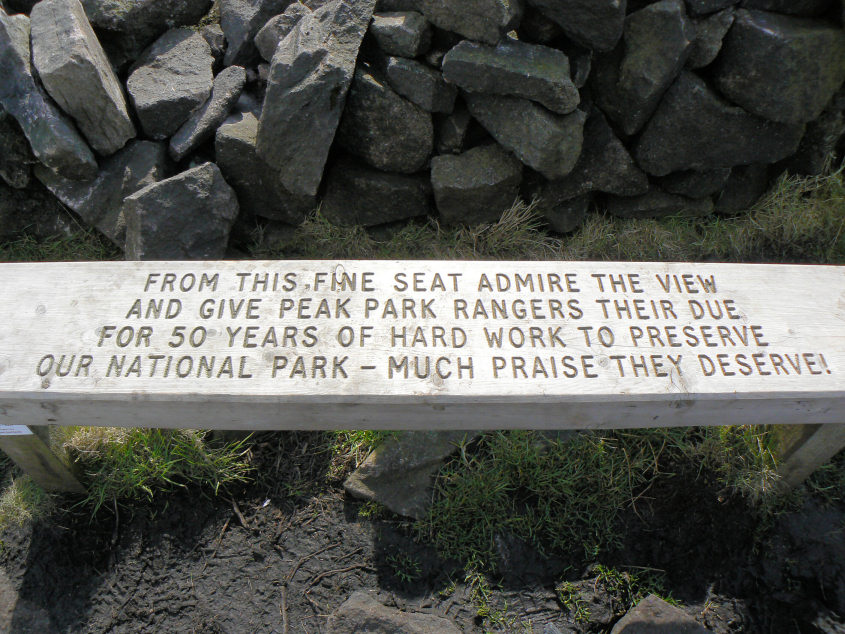 FROM THIS FINE SEAT ADMIRE THE VIEW
AND GIVE PEAK PARK RANGERS THEIR DUE
FOR 50 YEARS OF HARD WORK TO PRESERVE
OUR NATIONAL PARK – MUCH PRAISE THEY DESERVE!